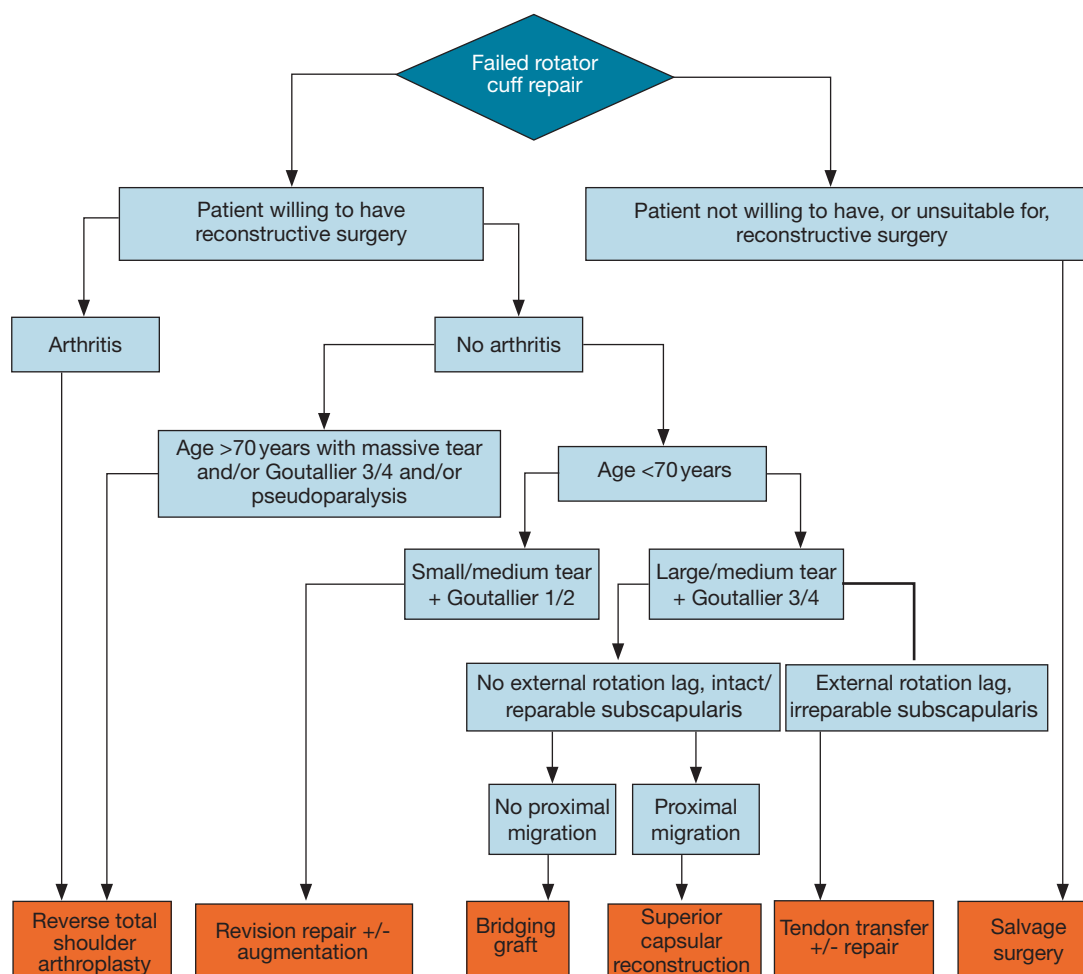 Failed rotator
cuff repair
Patient willing to have
reconstructive surgery
Patient not willing to have, or unsuitable for,
reconstructive surgery
Arthritis
No arthritis
Age >70 years with massive tear
and/or Goutallier 3/4 and/or
pseudoparalysis
Age <70 years
Small/medium tear
+ Goutallier 1/2
Large/medium tear
+ Goutallier 3/4
No external rotation lag, intact/
reparable subscapularis
External rotation lag,
irreparable subscapularis
No proximal
migration
Proximal
migration
Reverse total
shoulder
arthroplasty
Revision repair +/-
augmentation
Bridging
graft
Superior
capsular
reconstruction
Tendon transfer
+/- repair
Salvage
surgery